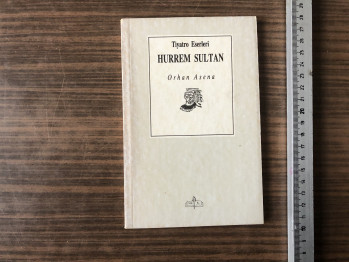 Tiyatro Eserleri
HURREM SULTAN
Orhan Asena